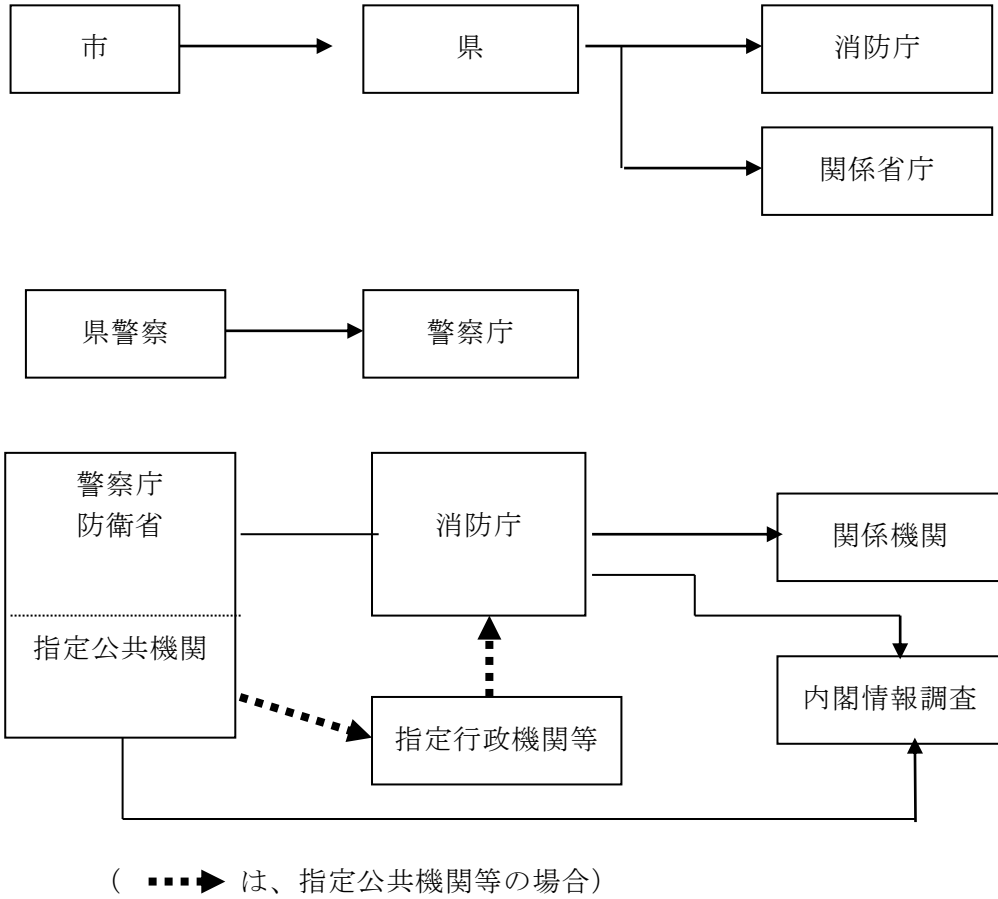 市
県
消防庁
関係省庁
県警察
警察庁
警察庁
防衛省
指定公共機関
消防庁
関係機関
指定行政機関等
内閣情報調査
（ は、指定公共機関等の場合）